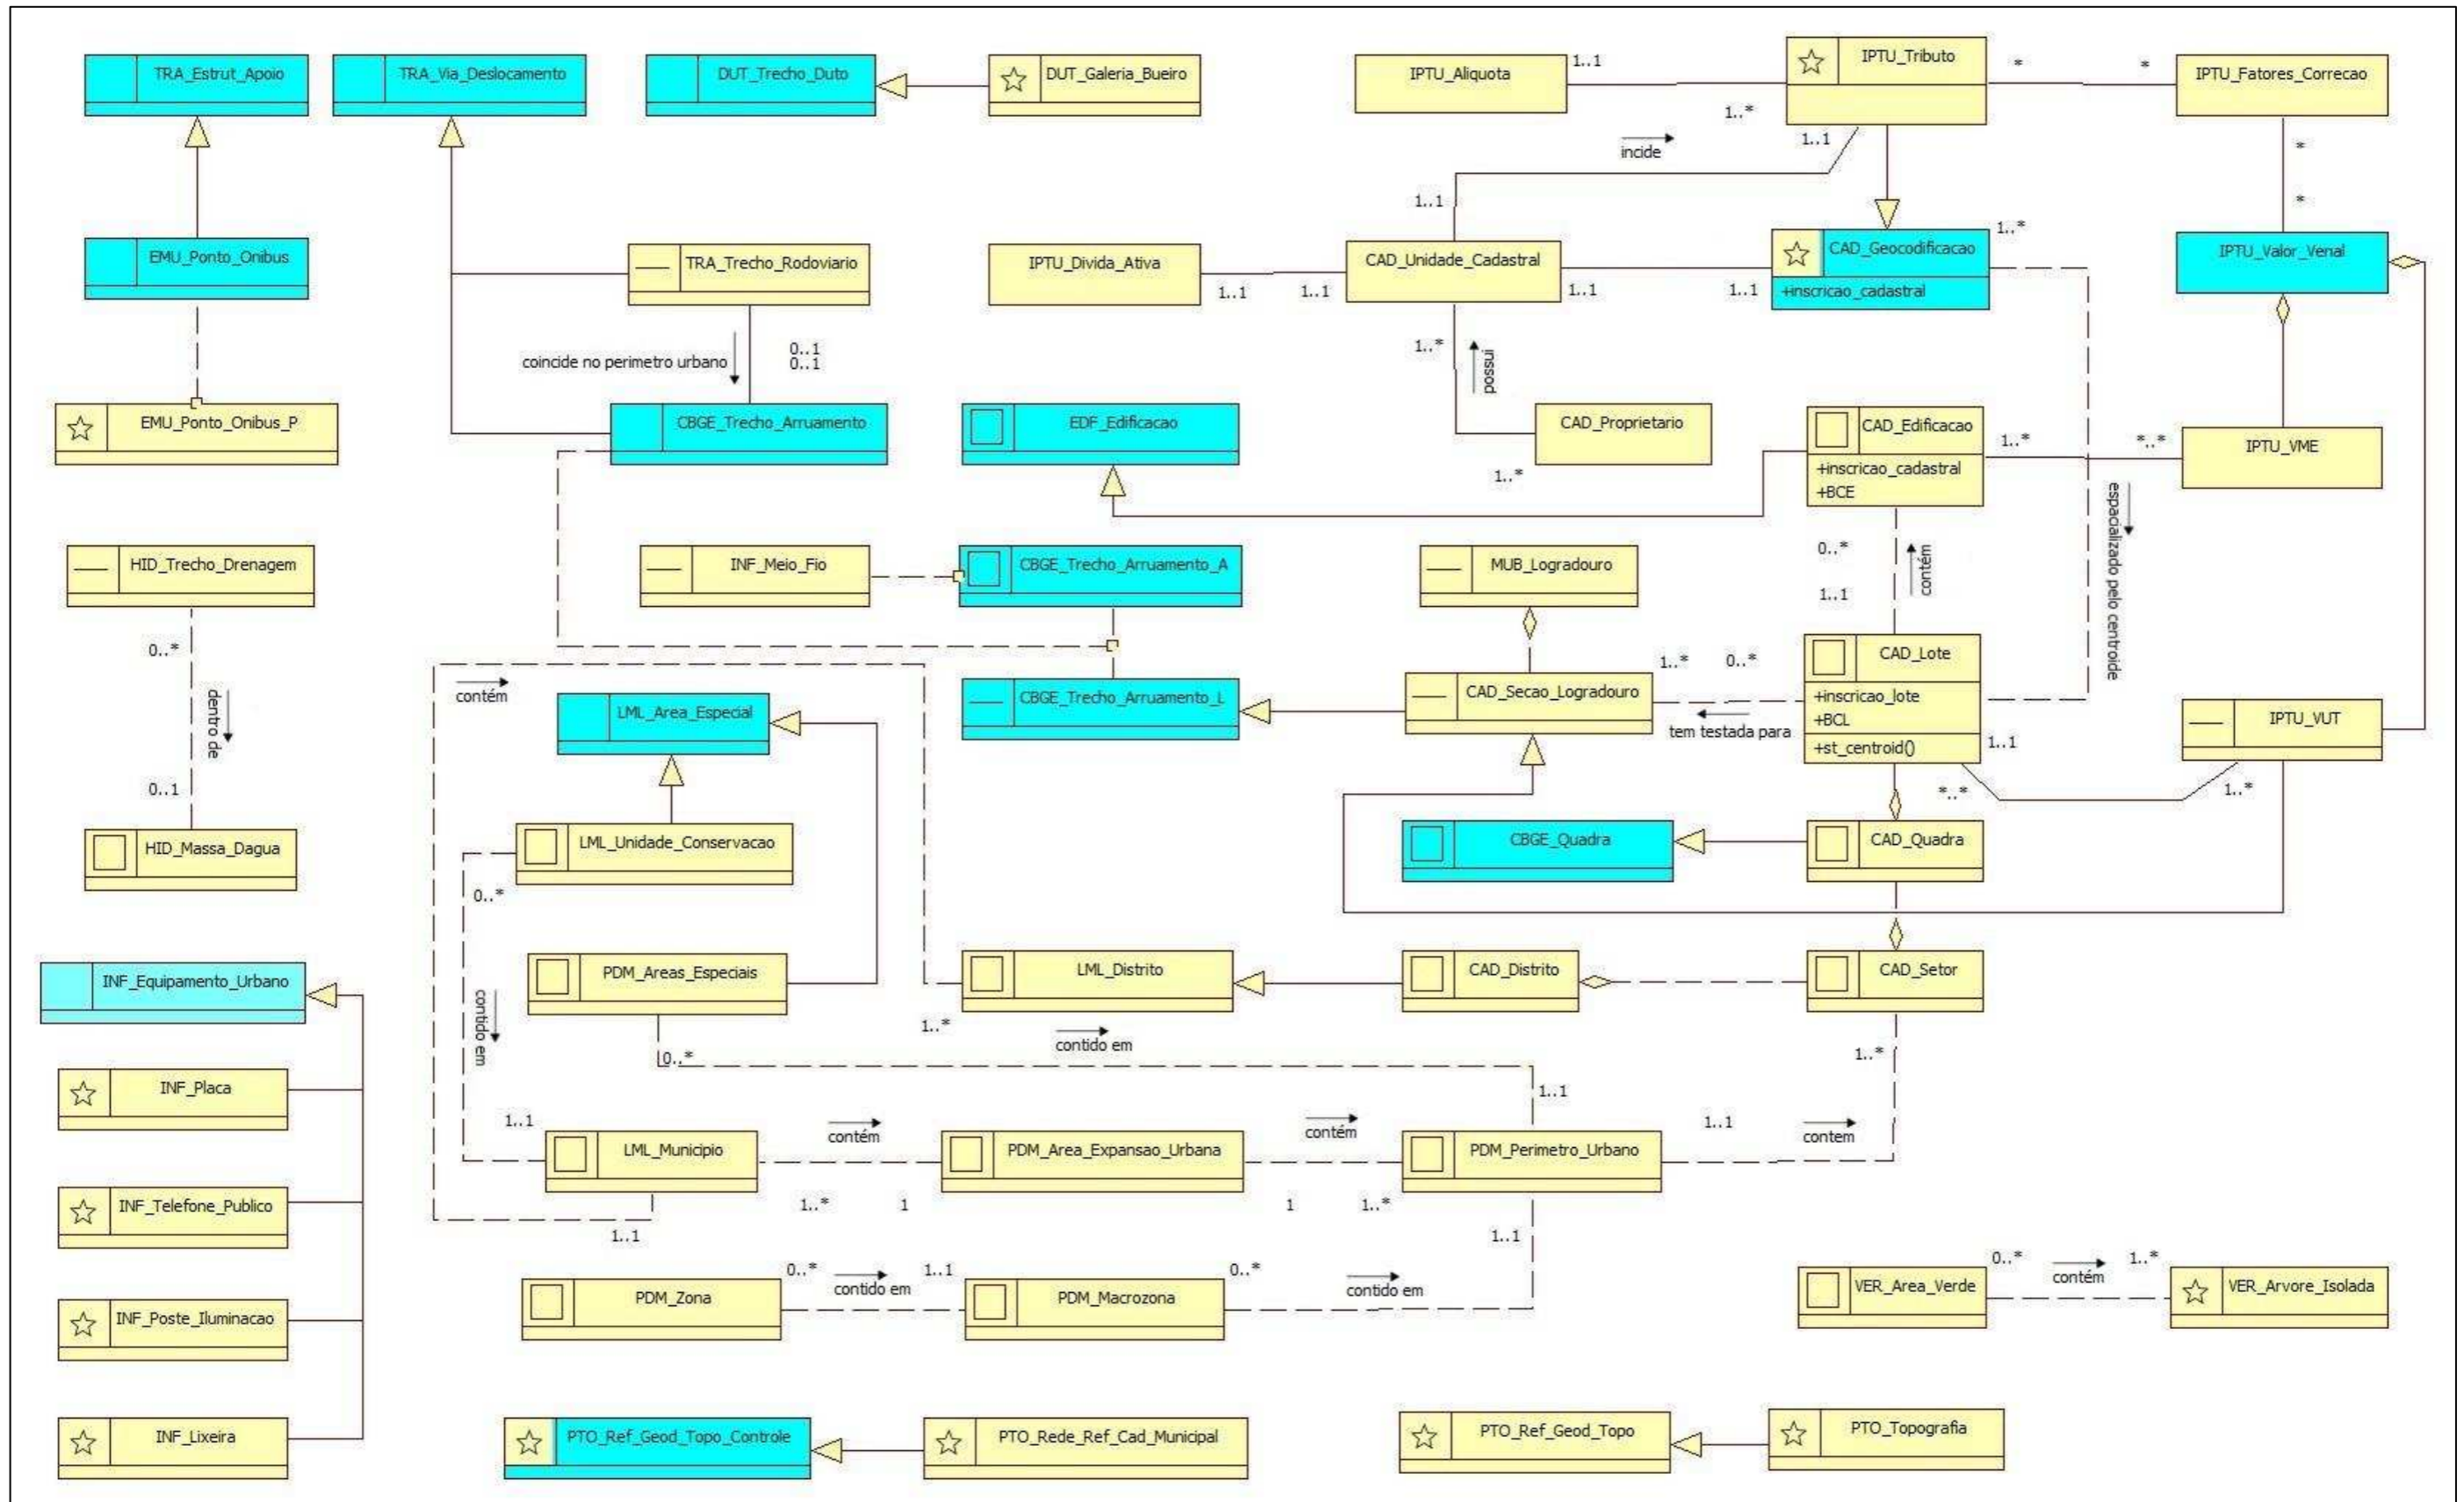 TRA_Estrut_Apoio
TRA_Via_Deslocamento
DUT_Trecho_Duto
DUT_Galeria_Bueiro
IPTU_Aliquota
1..1
IPTU_Tributo
*
*
IPTU_Fatores_Correcao
1..*
incide
1..1
*
*
1..1
EMU_Ponto_Onibus
TRA_Trecho_Rodoviario
IPTU_Divida_Ativa
1..1
1..1
CAD_Unidade_Cadastral
1..1
1..1
CAD_Geocodificacao
+inscricao_cadastral
1..*
IPTU_Valor_Venal
coincide no perimetro urbano
0..1
0..1
1..*
possui
EMU_Ponto_Onibus_P
CBGE_Trecho_Arruamento
EDF_Edificacao
CAD_Proprietario
1..*
CAD_Edificacao
+inscricao_cadastral
+BCE
1..*
*..*
IPTU_VME
espacializado pelo centroide
HID_Trecho_Drenagem
INF_Meio_Fio
CBGE_Trecho_Arruamento_A
MUB_Logradouro
0..*
contém
1..1
0..*
dentro de
0..1
contém
LML_Area_Especial
CBGE_Trecho_Arruamento_L
CAD_Secao_Logradouro
1..*
0..*
tem testada para
CAD_Lote
+inscricao_lote
+BCL
+st_centroid()
1..1
*..*
1..*
IPTU_VUT
HID_Massa_Dagua
LML_Unidade_Conservacao
0..*
CBGE_Quadra
CAD_Quadra
INF_Equipamento_Urbano
PDM_Areas_Especiais
contido em
LML_Distrito
1..*
contido em
CAD_Distrito
CAD_Setor
0..*
1..*
INF_Placa
1..1
1..1
LML_Municipio
contém
PDM_Area_Expansao_Urbana
contém
PDM_Perimetro_Urbano
1..1
contem
INF_Telefone_Publico
1..1
1..*
1
1
1..*
1..1
PDM_Zona
0..*
contido em
1..1
PDM_Macrozona
0..*
contido em
VER_Area_Verde
0..*
contém
1..*
VER_Arvore_Isolada
INF_Poste_Iluminacao
INF_Lixeira
PTO_Ref_Geod_Topo_Controle
PTO_Rede_Ref_Cad_Municipal
PTO_Ref_Geod_Topo
PTO_Topografia